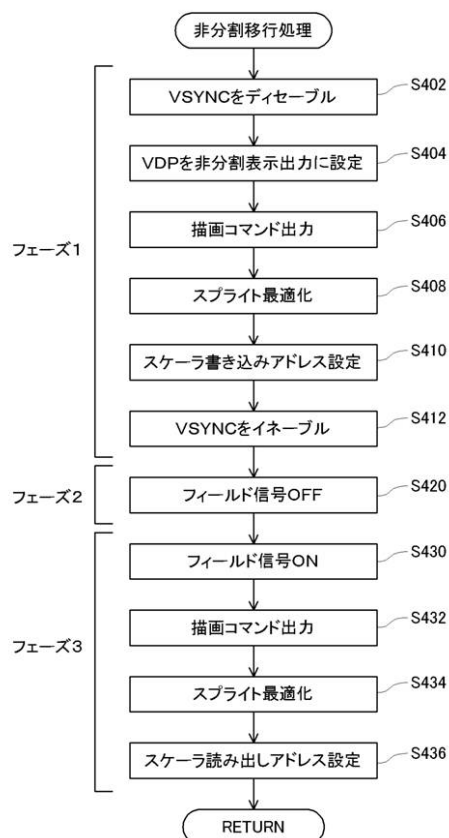 非分割移行処理
VSYNCをディセーブル
S402
VDPを非分割表示出力に設定
S404
描画コマンド出力
S406
フェーズ1
スプライト最適化
S408
スケーラ書き込みアドレス設定
S410
VSYNCをイネーブル
S412
フェーズ2
フィールド信号OFF
S420
フィールド信号ON
S430
描画コマンド出力
S432
フェーズ3
スプライト最適化
S434
スケーラ読み出しアドレス設定
S436
RETURN